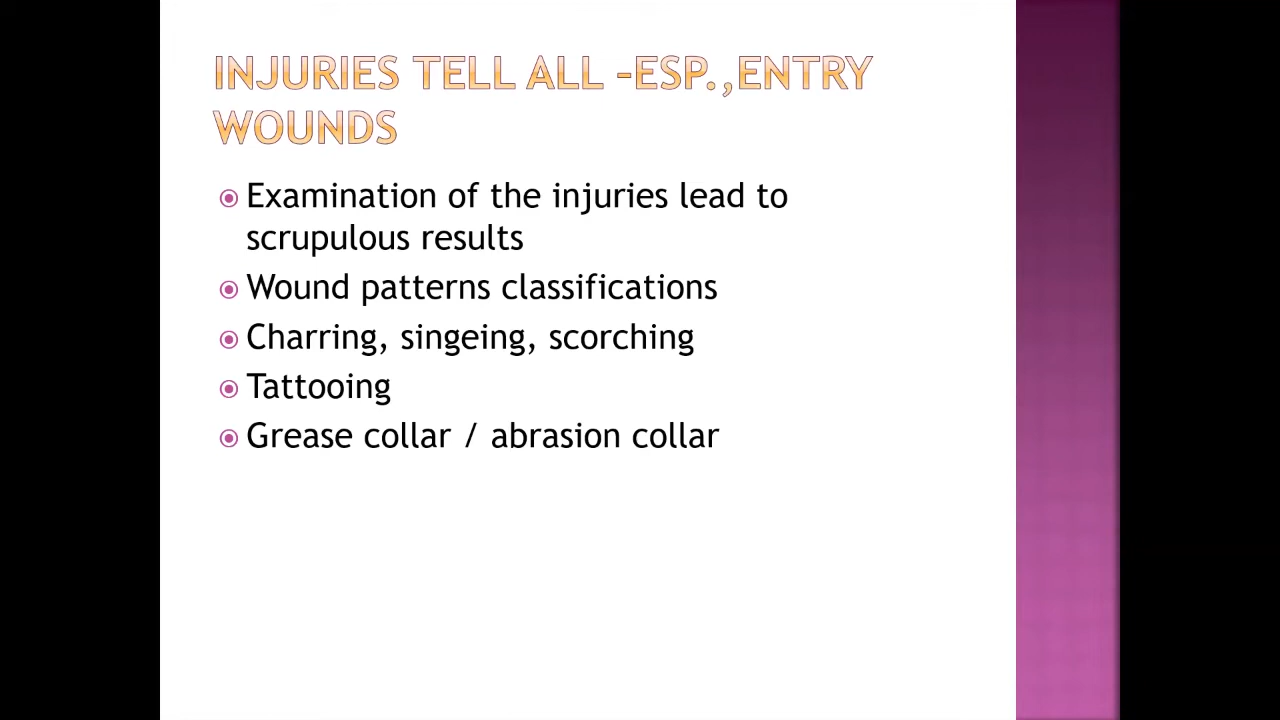 INJURIES TELL ALL –ESP.,ENTRY
WOUNDS
Examination of the injuries lead to
scrupulous results
Wound patterns classifications
Charring, singeing, scorching
Tattooing
Grease collar / abrasion collar